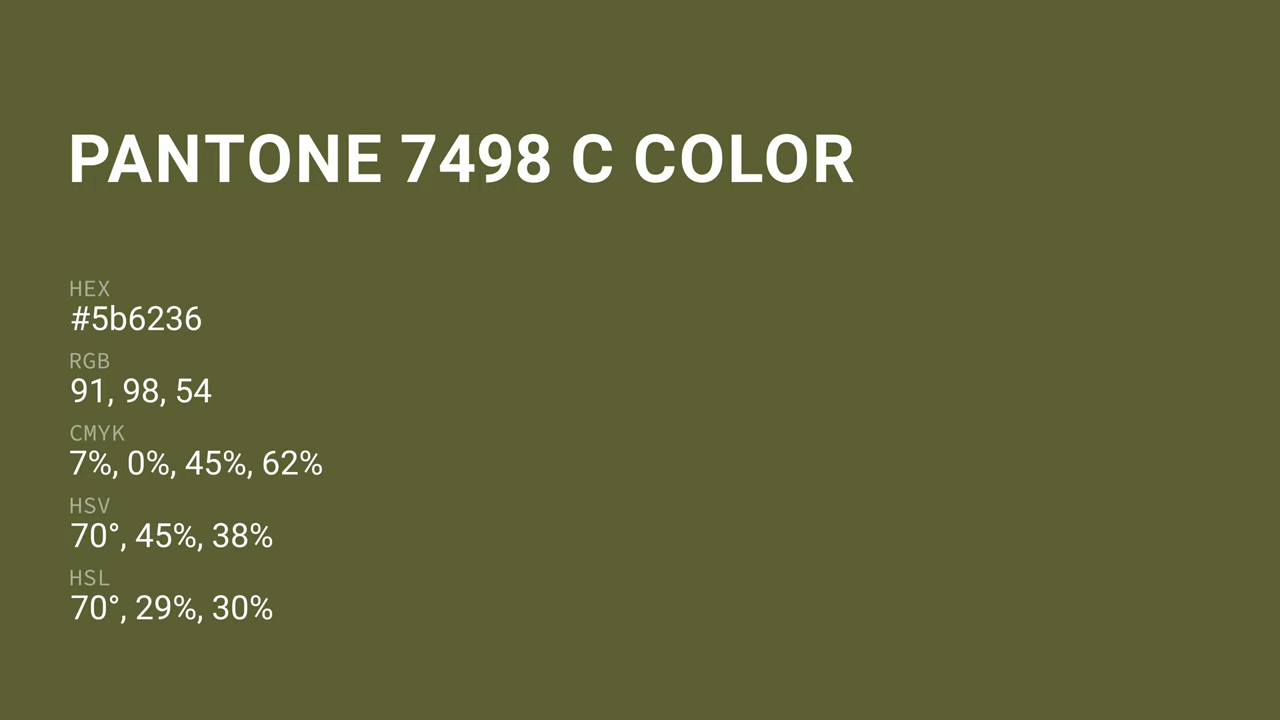 PANTONE 7498 C COLOR
HEX
#5b6236
RGB
91, 98, 54
CMYK
7%, 0%, 45%, 62%
HSV
70°, 45%, 38%
HSL
70°, 29%, 30%